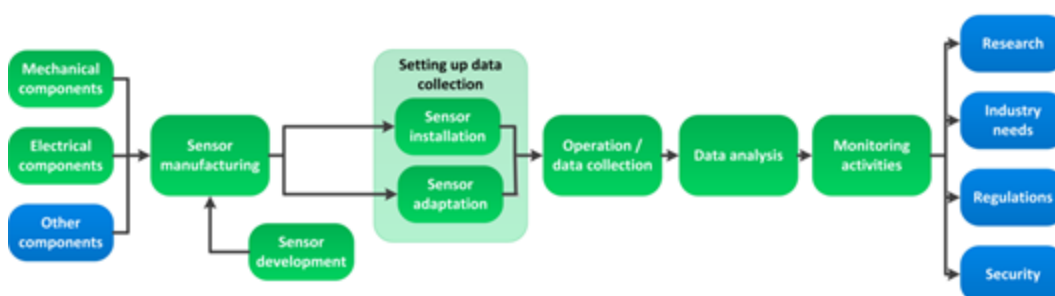 Mechanical
components
Electrical
components
Other
components
Sensor
manufacturing
Sensor
development
Setting up data
collection
Sensor
installation
Sensor
adaptation
Operation /
data collection
Data analysis
Monitoring
activities
Research
Industry
needs
Regulations
Security